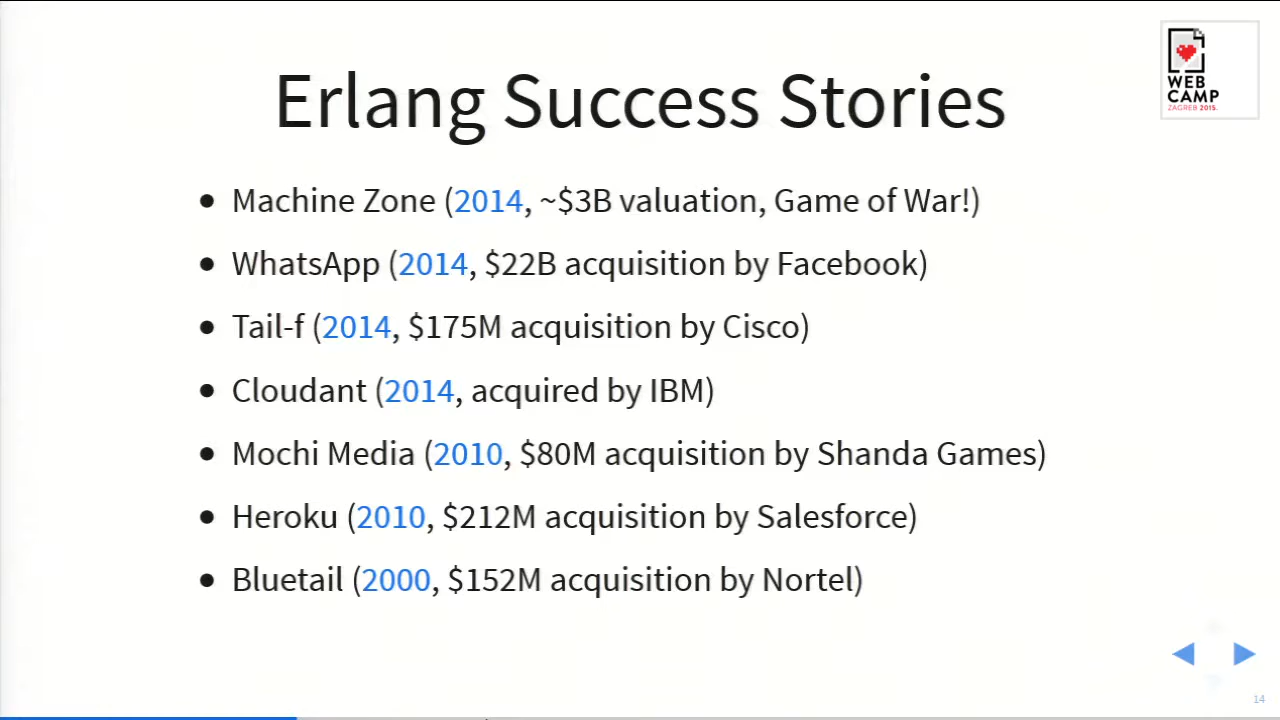 WEB
CAMP
ZAGREB 2015.
Erlang Success Stories
• Machine Zone (2014, ~$3B valuation, Game of War!)
• WhatsApp (2014, $22B acquisition by Facebook)
• Tail-f (2014, $175M acquisition by Cisco)
• Cloudant (2014, acquired by IBM)
• Mochi Media (2010, $80M acquisition by Shanda Games)
• Heroku (2010, $212M acquisition by Salesforce)
• Bluetail (2000, $152M acquisition by Nortel)
14